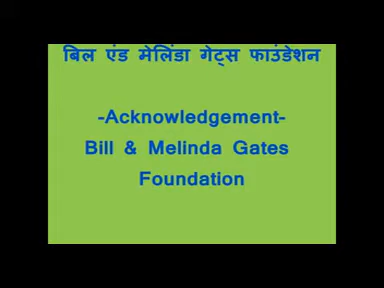 बिल एंड मेलिंडा गेट्स फाउंडेशन
-Acknowledgement-
Bill & Melinda Gates
Foundation